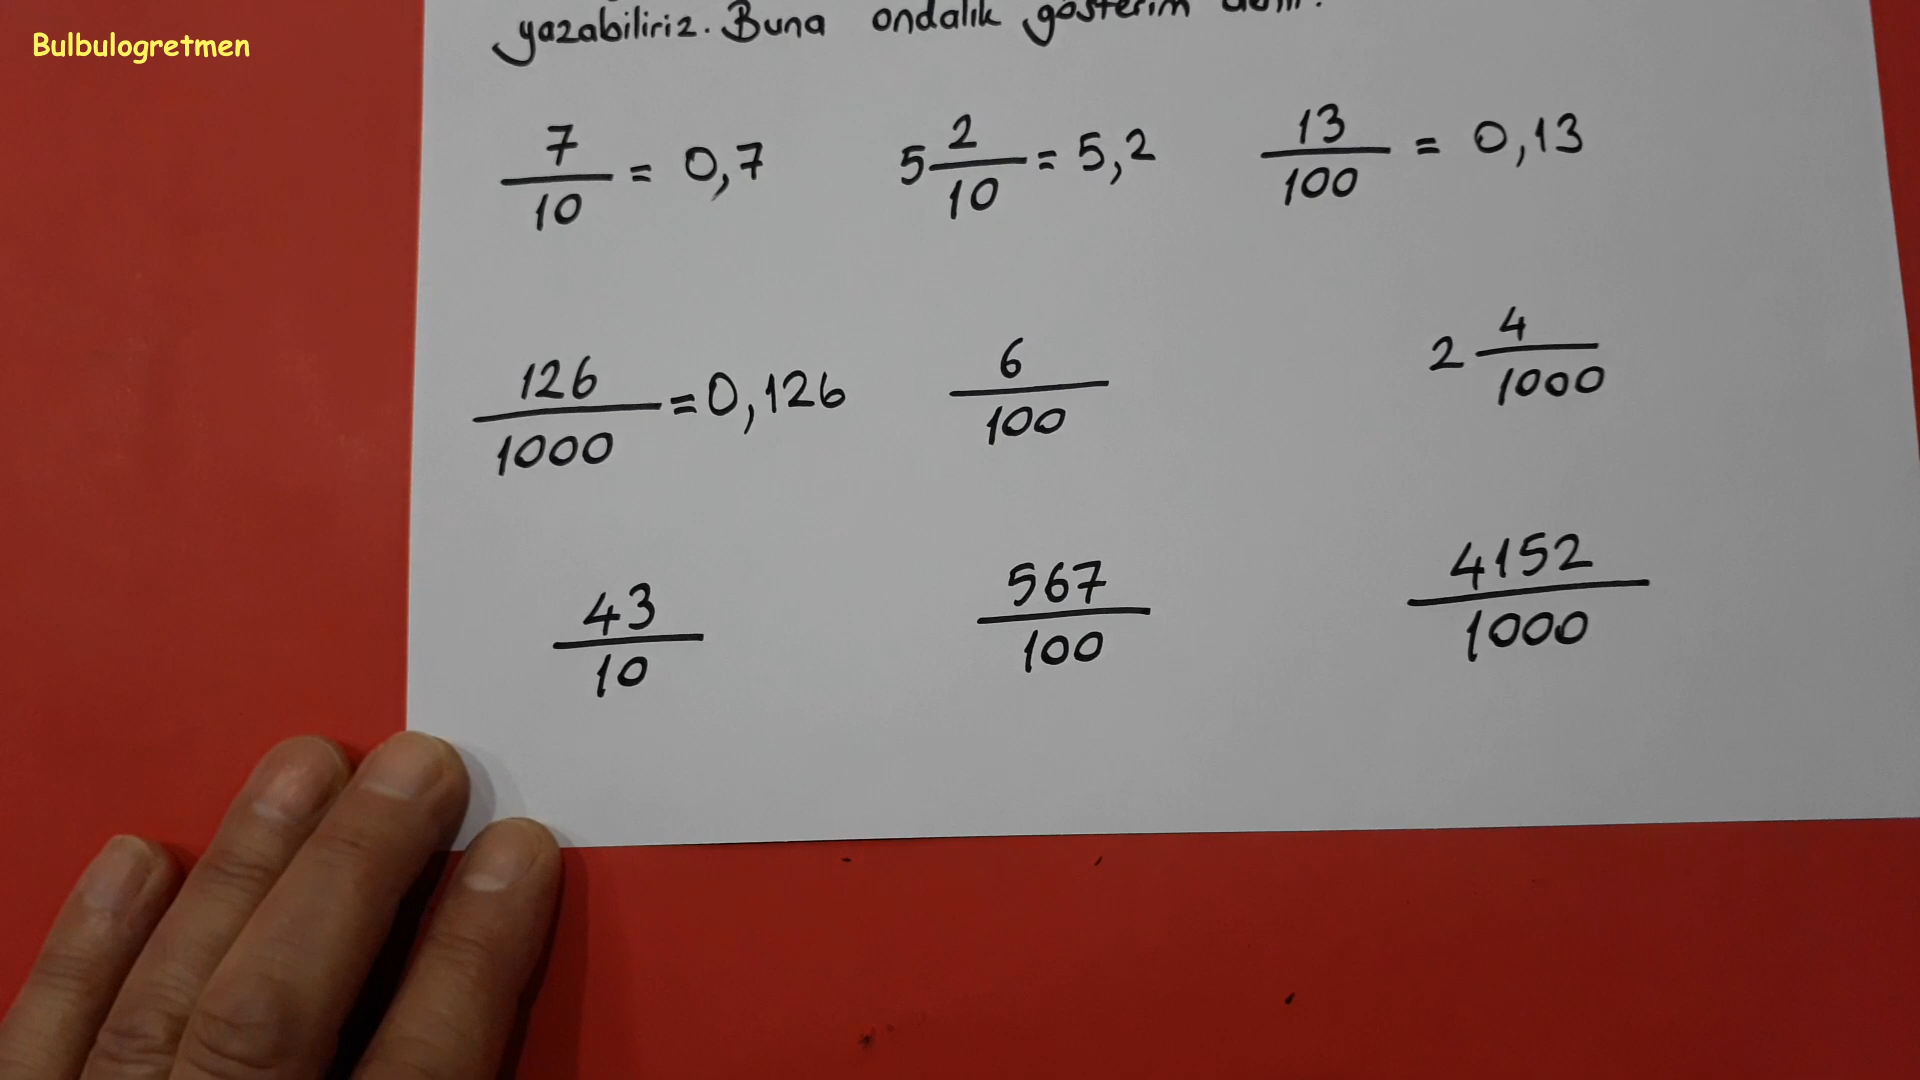 Bulbulogretmen
yazabiliriz. Buna ondalık gösterim denir.
7/10 = 0,7 5 2/10 = 5,2 13/100 = 0,13
126/1000 = 0,126 6/100 2 4/1000
43/10 567/100 4152/1000